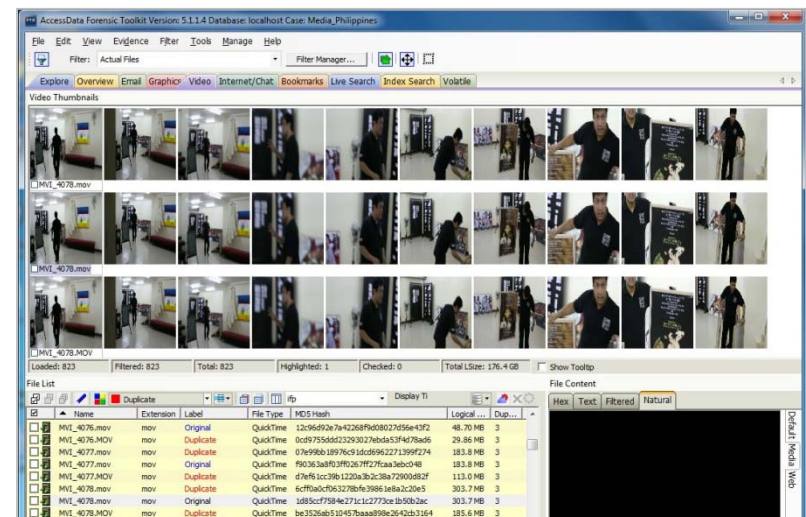 AccessData Forensic Toolkit Version: 5.1.1.4 Database: localhost Case: Media_Philippines
File Edit View Evidence Filter Tools Manage Help
Filter: Actual Files Filter Manager...
Explore Overview Email Graphics Video Internet/Chat Bookmarks Live Search Index Search Volatile
Video Thumbnails
MVI_4078.mov
MVI_4078.mov
MVI_4078.MOV
Loaded: 823 Filtered: 823 Total: 823 Highlighted: 1 Checked: 0 Total LSize: 176.4 GB Show Tooltip
File List File Content
Duplicate ifp Display Ti Hex Text Filtered Natural
Name Extension Label File Type MD5 Hash Logical ... Dup...
MVI_4076.mov mov Original QuickTime 12c96d92e7a42268f9d08027d56e43f2 48.70 MB 3
MVI_4076.MOV mov Duplicate QuickTime 0cd9755ddd23293027ebda53f4d78ad6 29.86 MB 3
MVI_4077.mov mov Duplicate QuickTime 07e99bb18976c91dcd6962271399f274 183.8 MB 3
MVI_4077.mov mov Original QuickTime f90363a8f03ff0267ff27fcaa3ebc048 183.8 MB 3
MVI_4077.MOV mov Duplicate QuickTime d7ef61cc39b1220a3b2c38a72900d82f 113.0 MB 3
MVI_4078.mov mov Duplicate QuickTime 6cff0a0cf063278bfe39861e8a2c20e5 303.7 MB 3
MVI_4078.mov mov Original QuickTime 1d85ccf7584e271c1c2773ce1b50b2ac 303.7 MB 3
MVI_4078.MOV mov Duplicate QuickTime be3526ab510457baaa898e2642cb3164 185.6 MB 3
Default Media Web